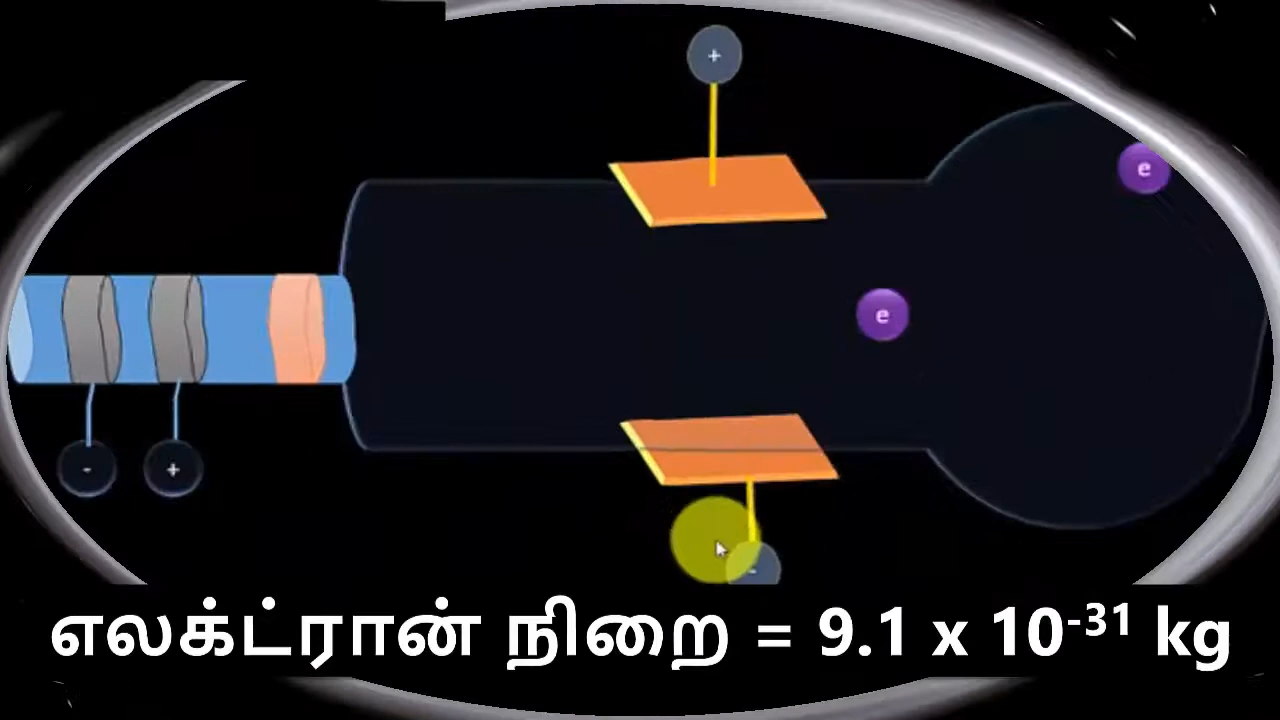 +
e
e
- +
-
எலக்ட்ரான் நிறை = 9.1 x 10⁻³¹ kg